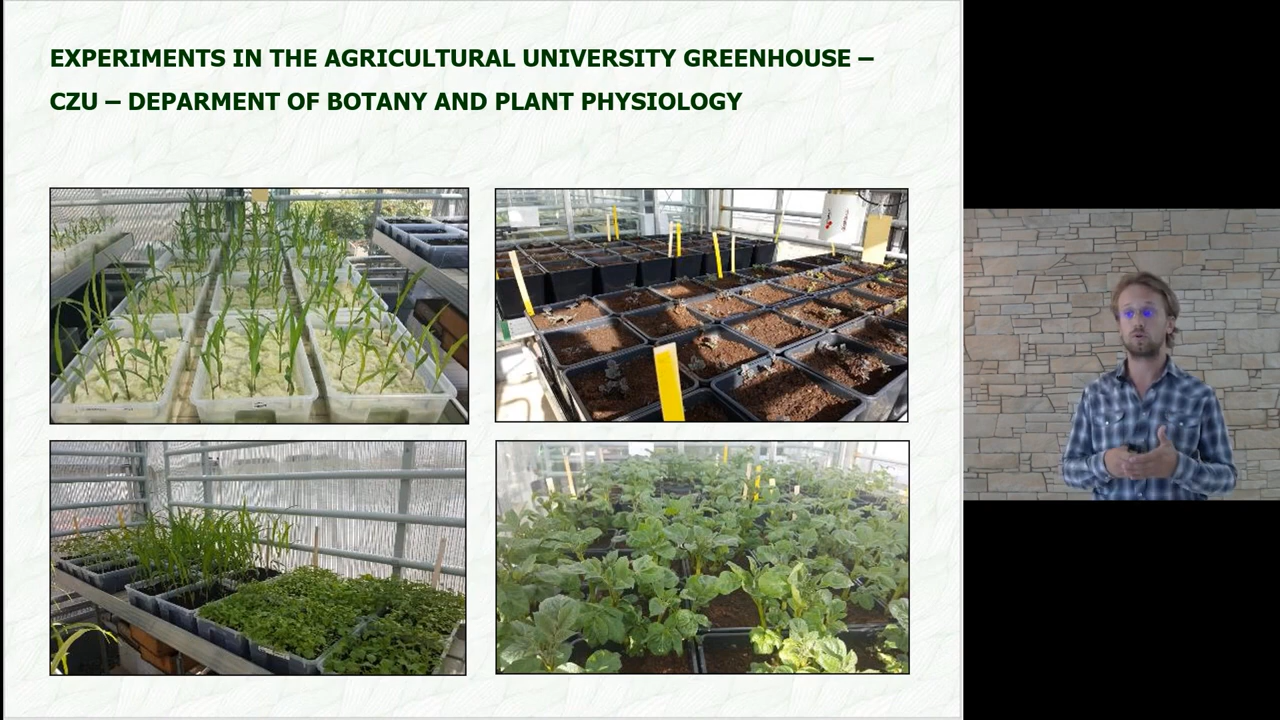 EXPERIMENTS IN THE AGRICULTURAL UNIVERSITY GREENHOUSE –
CZU – DEPARMENT OF BOTANY AND PLANT PHYSIOLOGY